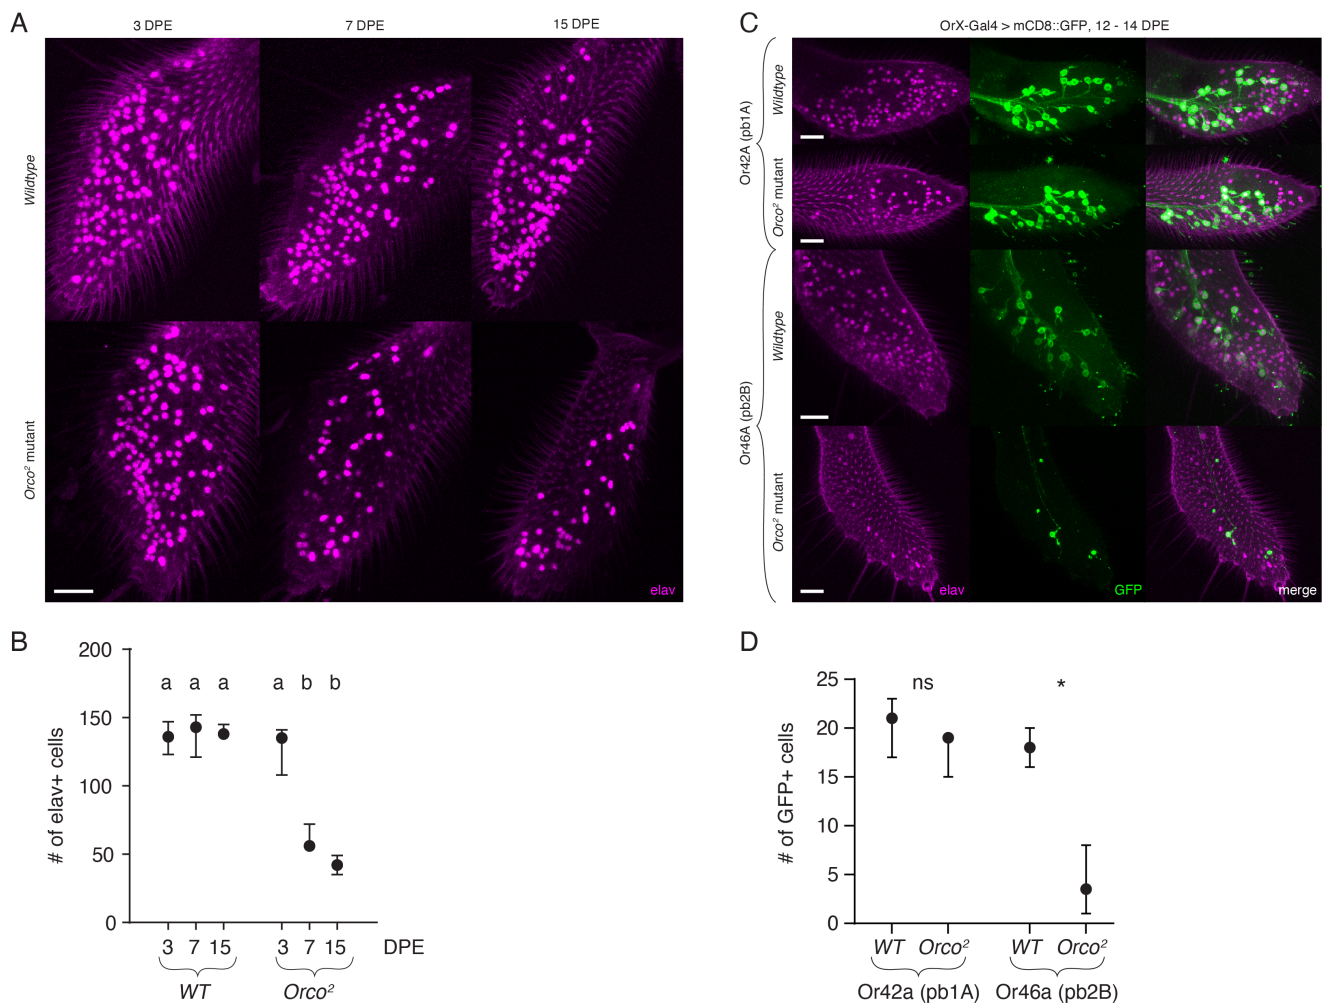 A
3 DPE
7 DPE
15 DPE
Wildtype
Orco² mutant
elav
B
# of elav+ cells
200
150
100
50
0
a a a a b b
3 7 15 3 7 15 DPE
WT Orco²
C
OrX-Gal4 > mCD8::GFP, 12 - 14 DPE
Or42A (pb1A)
Wildtype
Orco² mutant
Or46A (pb2B)
Wildtype
Orco² mutant
elav
GFP
merge
D
# of GFP+ cells
25
20
15
10
5
0
ns *
WT Orco² WT Orco²
Or42a (pb1A) Or46a (pb2B)